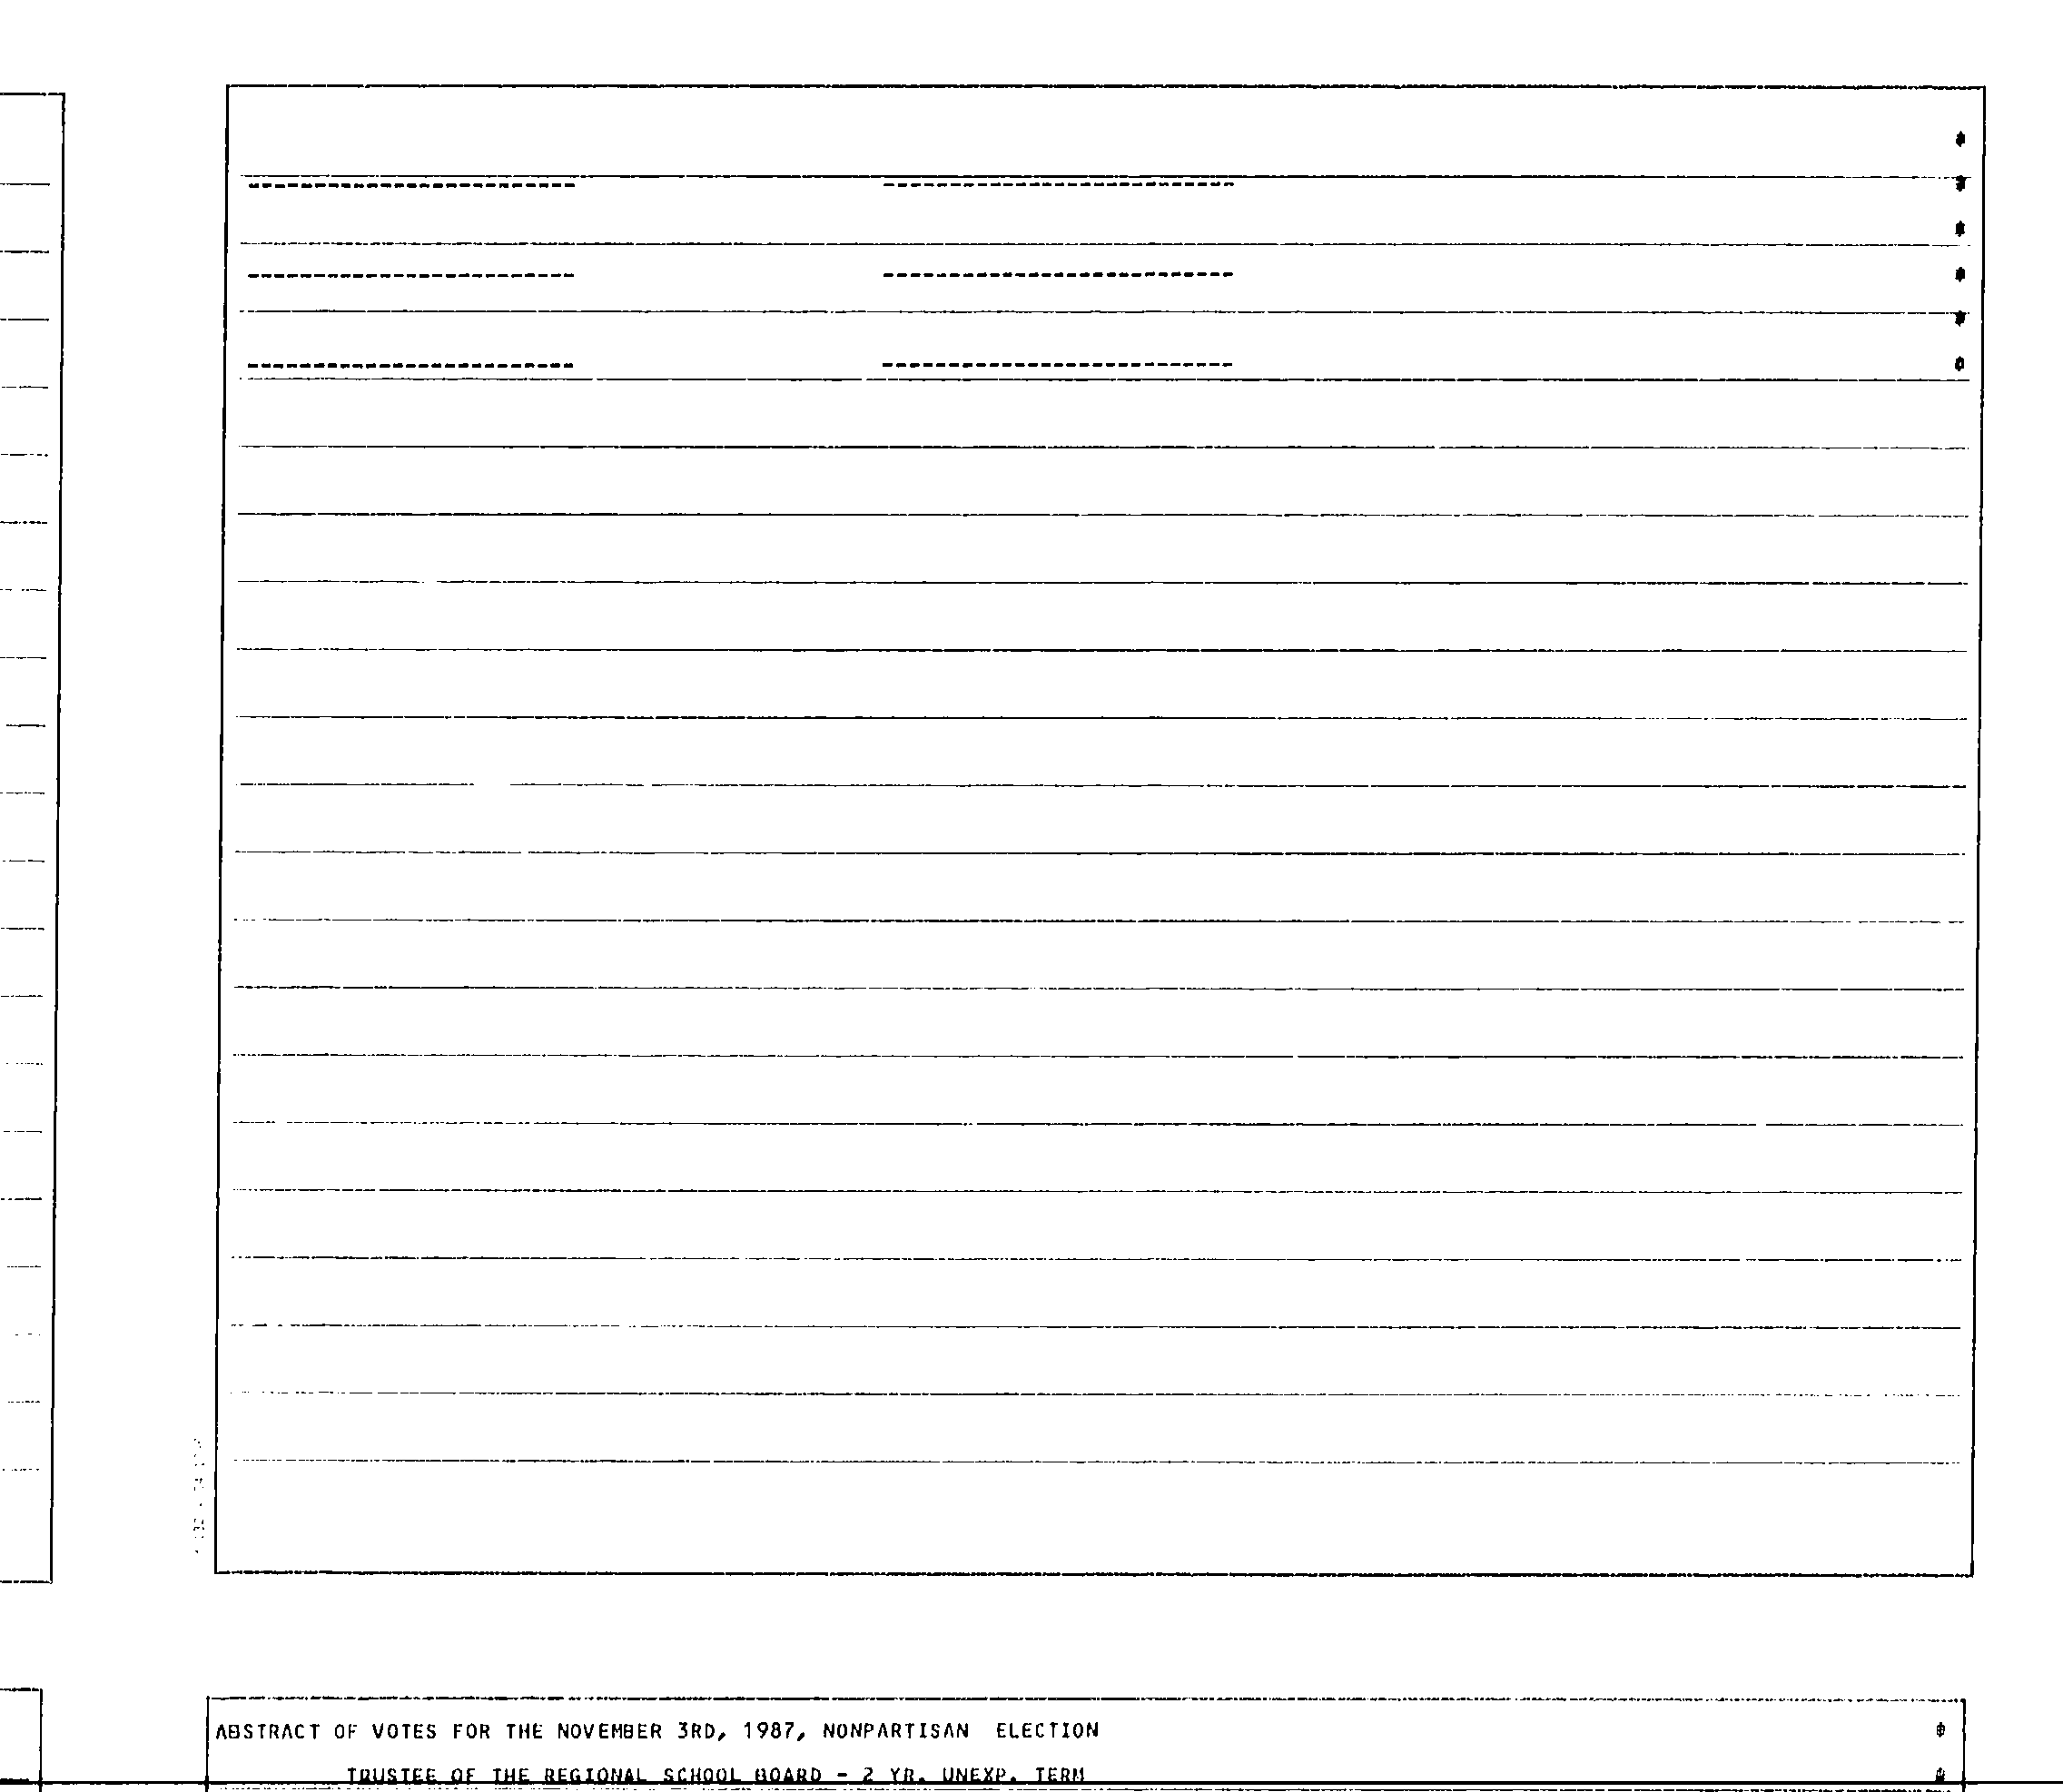 ABSTRACT OF VOTES FOR THE NOVEMBER 3RD, 1987, NONPARTISAN ELECTION
TRUSTEE OF THE REGIONAL SCHOOL BOARD - 2 YR. UNEXP. TERM